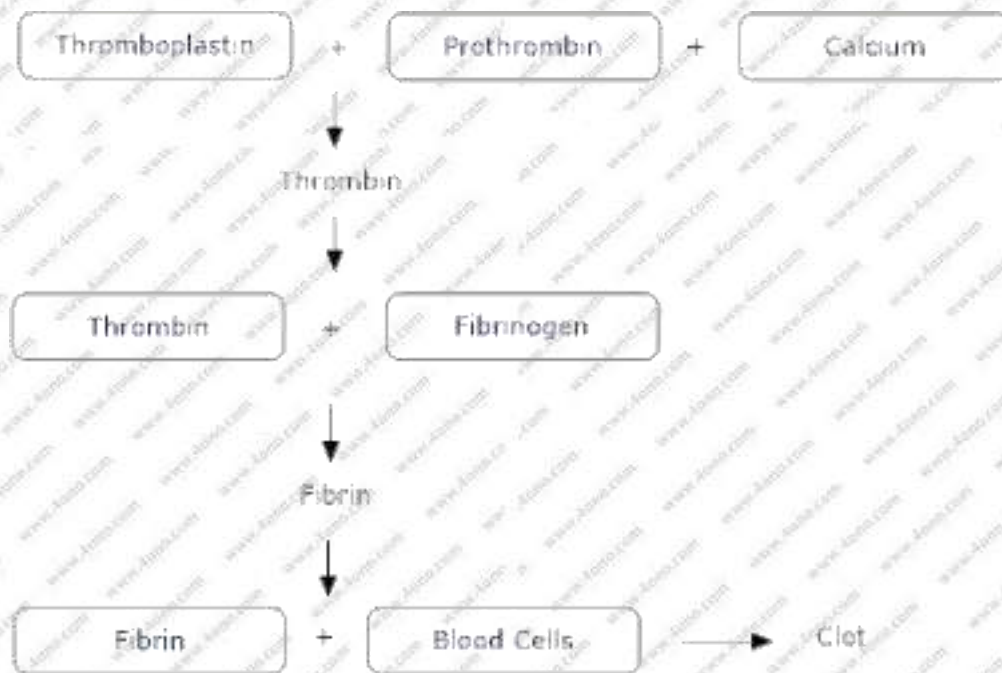 Thromboplastin + Prothrombin + Calcium
Thrombin
Thrombin + Fibrinogen
Fibrin
Fibrin + Blood Cells Clot